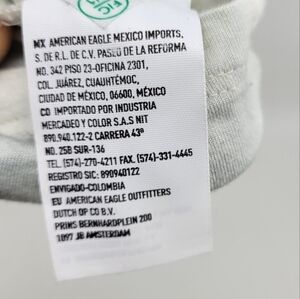 FIC
MX AMERICAN EAGLE MEXICO IMPORTS,
S. DE R.L. DE C.V. PASEO DE LA REFORMA
NO. 342 PISO 23-OFICINA 2301,
COL. JUÁREZ, CUAUHTÉMOC,
CIUDAD DE MÉXICO, 06600, MÉXICO
CO IMPORTADO POR INDUSTRIA
MERCADEO Y COLOR S.A.S NIT
890.940.122-2 CARRERA 43ª
NO. 25B SUR-136
TEL. (574)-270-4211 FAX. (574)-331-4445
REGISTRO SIC: 890940122
ENVIGADO-COLOMBIA
EU AMERICAN EAGLE OUTFITTERS
DUTCH OP CO B.V.
PRINS BERNHARDPLEIN 200
1097 JB AMSTERDAM